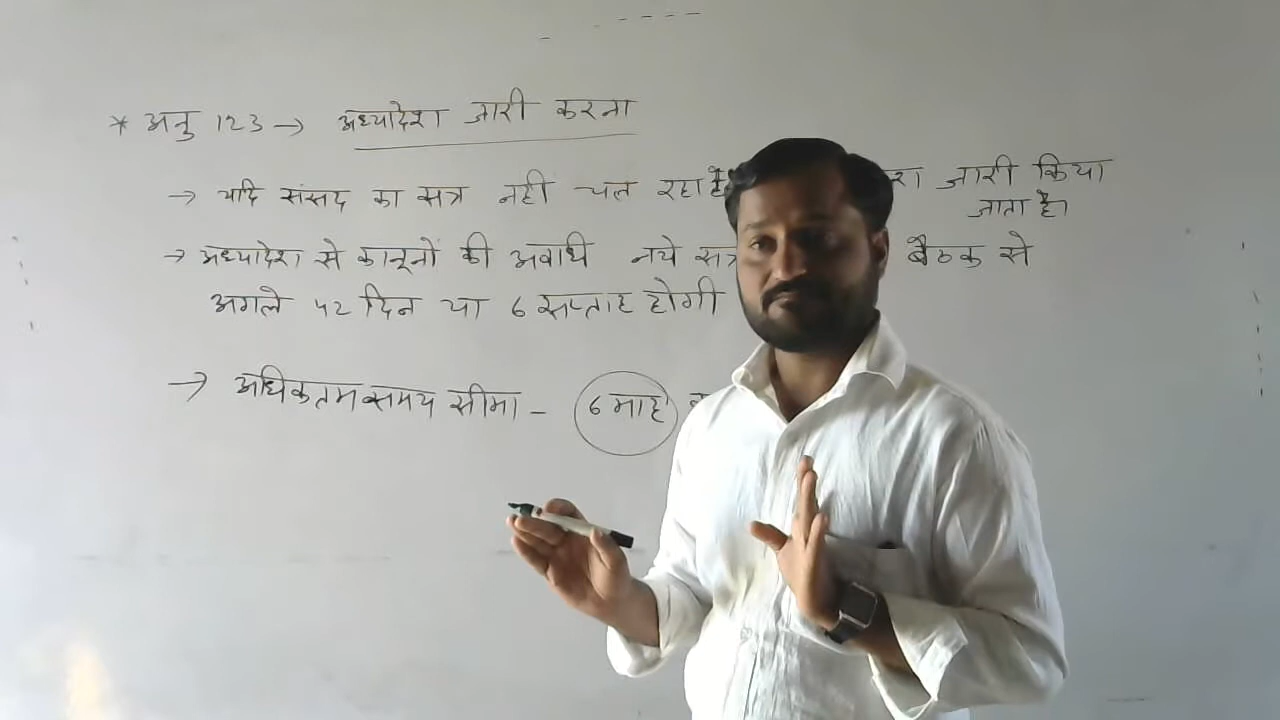 * अनु 123 → अध्यादेश जारी करना
→ यदि संसद का सत्र नही चल रहा है जारी किया
जाता है।
→ अध्यादेश से कानूनों की अवधि नये सत्र बैठक से
अगले 42 दिन या 6 सप्ताह होगी
→ अधिकतम समय सीमा - 6 माह